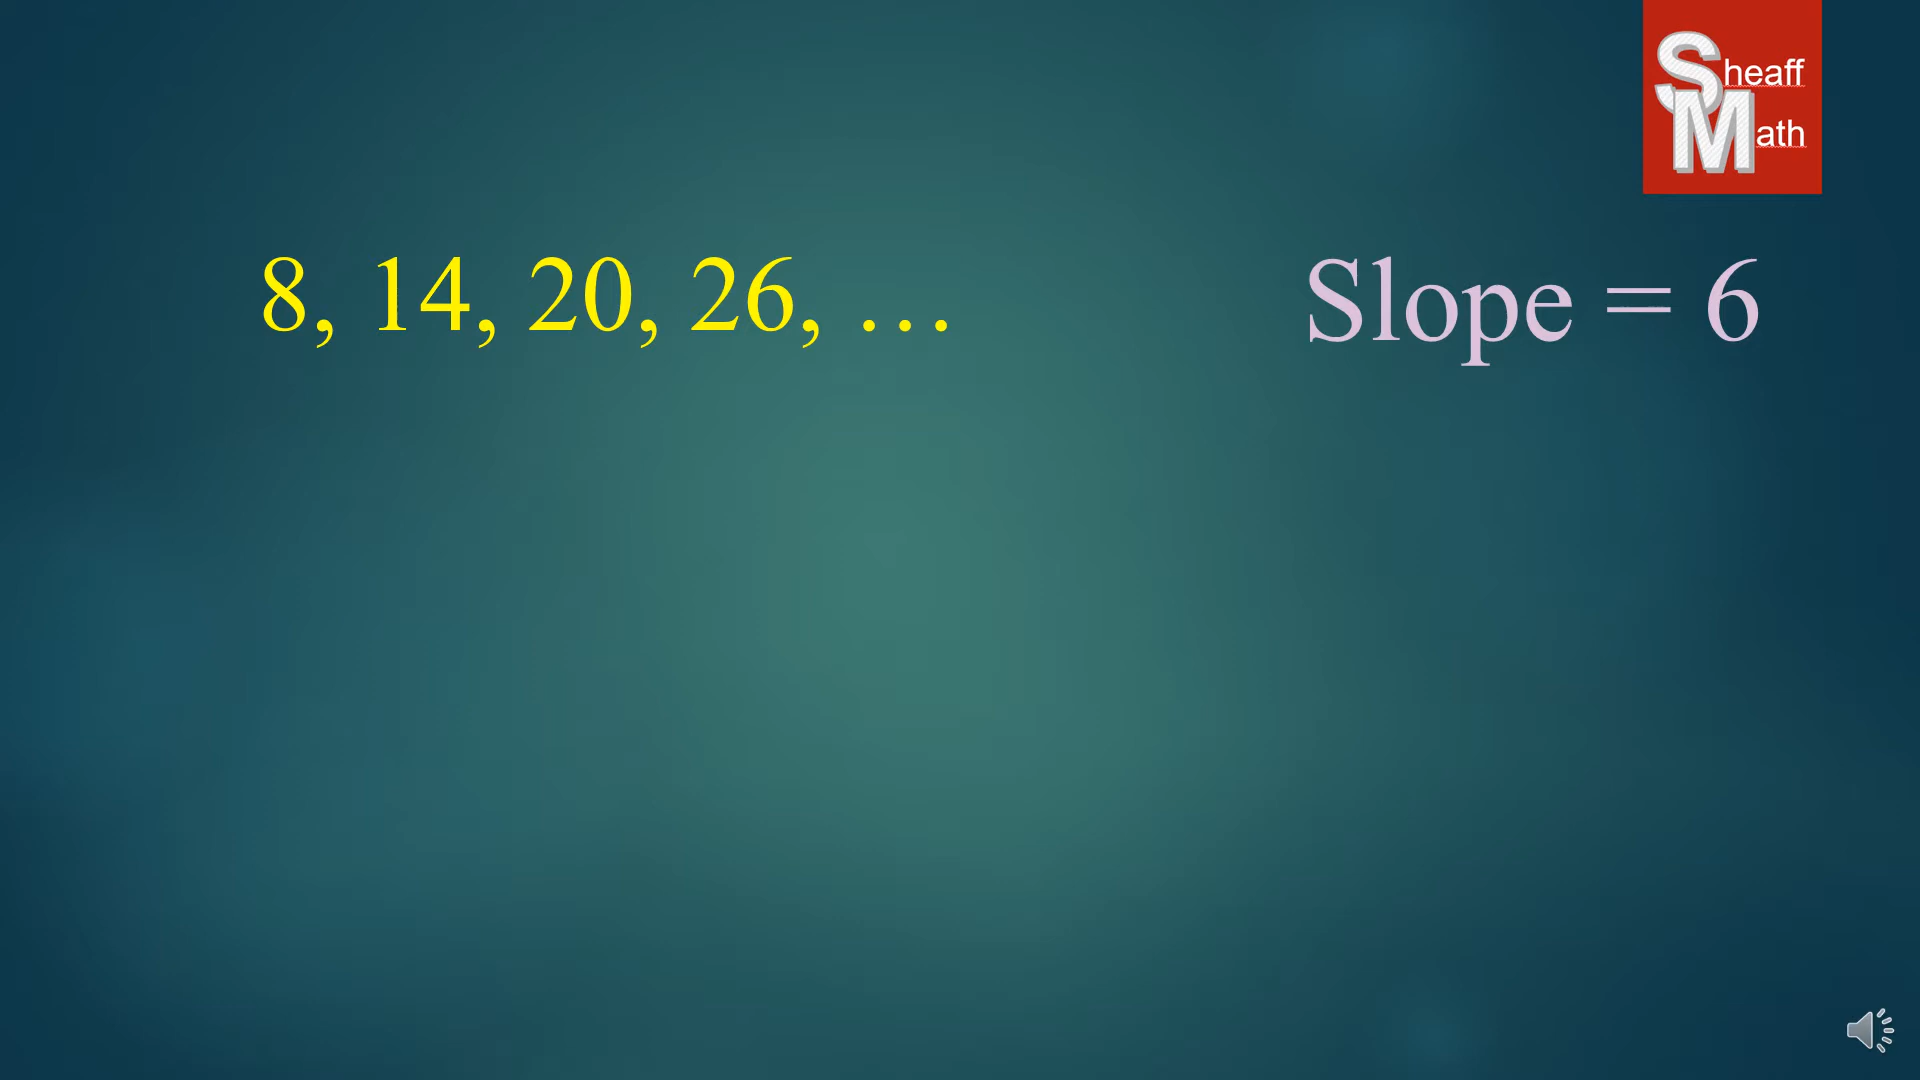 Sheaff
Math
8, 14, 20, 26, …
Slope = 6